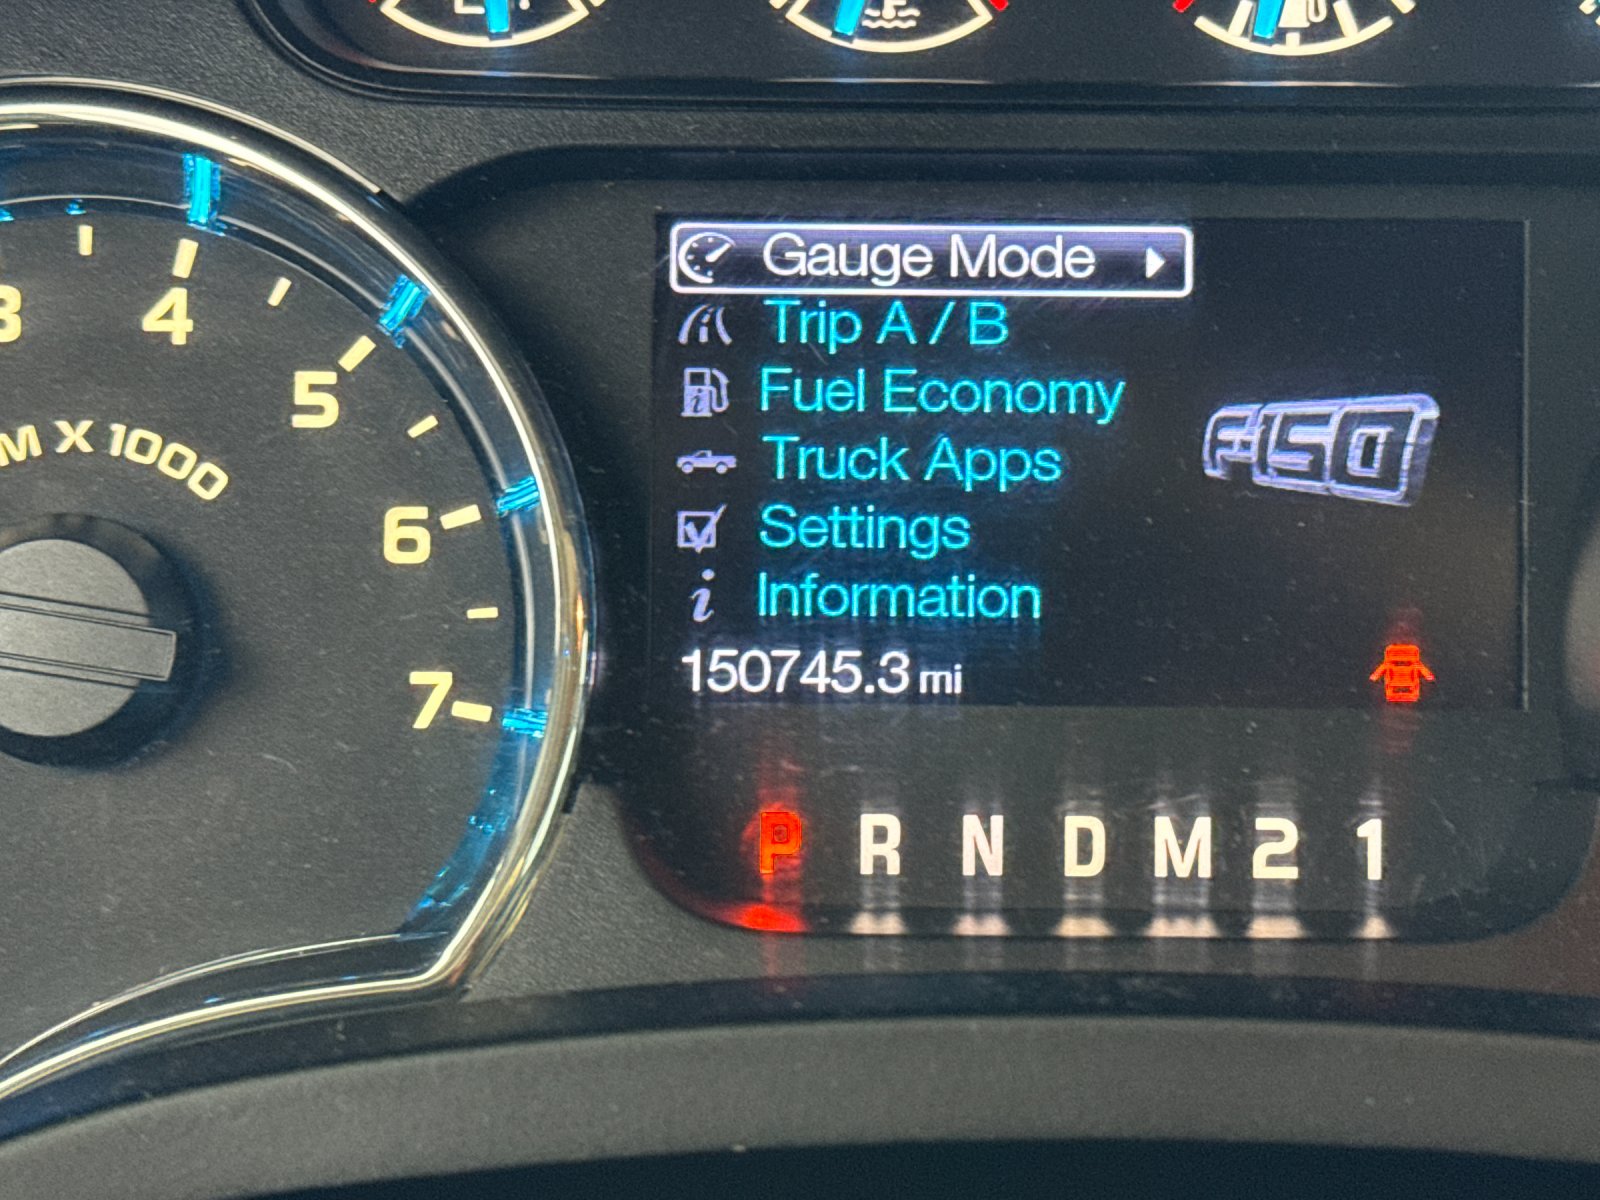 3
4
5
6
7
M X 1000
Gauge Mode
Trip A / B
Fuel Economy
Truck Apps
Settings
Information
F-150
150745.3 mi
P R N D M 2 1